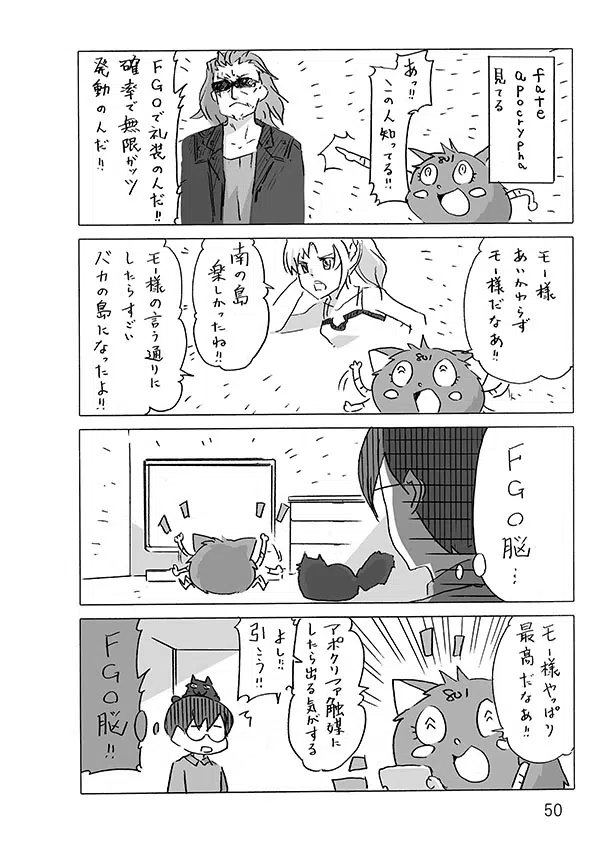 fate
apocrypha
見てる
あっ!!
この人知ってる!!
801
FGOで礼装の人だ!!
確率で無限ガッツ
発動の人だ!!
モー様
あいかわらず
モー様だなあ!!
801
南の島
楽しかったね!!
モー様の言う通りに
したらすごい
バカの島になったよ!!
FGO脳…
モー様やっぱり
最高だなあ!!
801
アポクリファ触媒に
したら出る気がする
よし!!
引こう!!
FGO脳!!
50